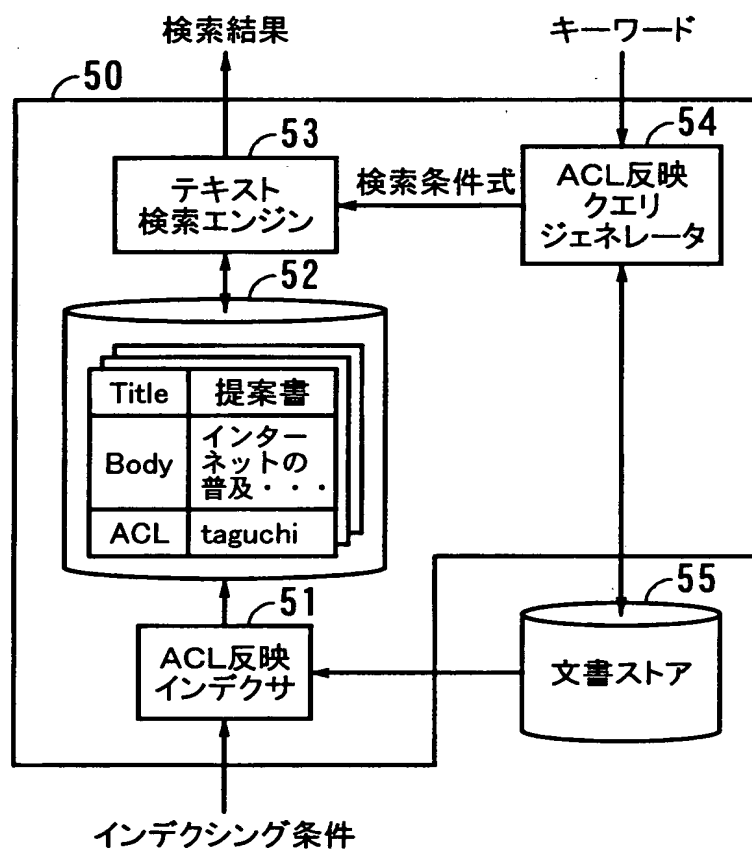 検索結果
キーワード
50
53
54
テキスト
検索エンジン
検索条件式
ACL反映
クエリ
ジェネレータ
52
Title
提案書
Body
インター
ネットの
普及・・・
ACL
taguchi
51
55
ACL反映
インデクサ
文書ストア
インデクシング条件